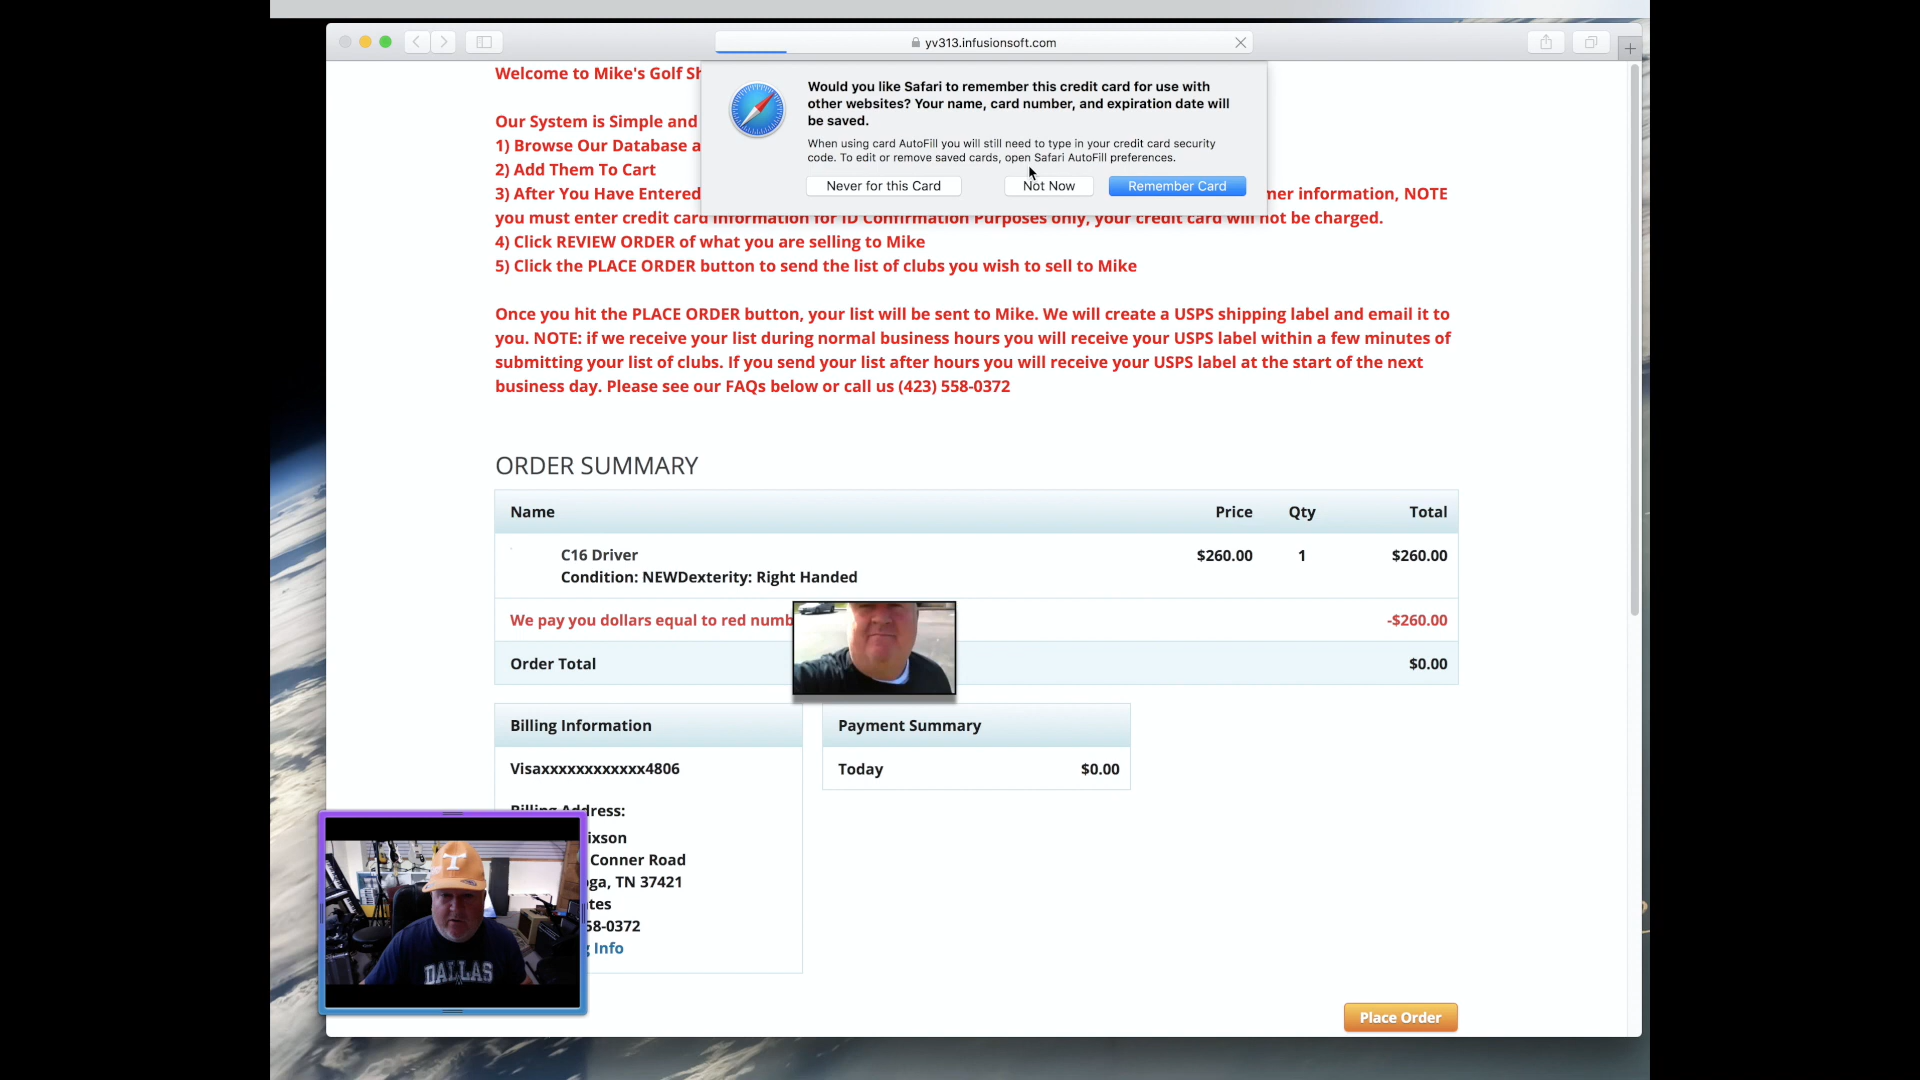 yv313.infusionsoft.com
Would you like Safari to remember this credit card for use with
other websites? Your name, card number, and expiration date will
be saved.
When using card AutoFill you will still need to type in your credit card security
code. To edit or remove saved cards, open Safari AutoFill preferences.
Never for this Card
Not Now
Remember Card
Welcome to Mike's Golf
Our System is Simple and
1) Browse Our Database
2) Add Them To Cart
3) After You Have Entered
information, NOTE
you must enter credit card information for ID Confirmation Purposes only, your credit card will not be charged.
4) Click REVIEW ORDER of what you are selling to Mike
5) Click the PLACE ORDER button to send the list of clubs you wish to sell to Mike
Once you hit the PLACE ORDER button, your list will be sent to Mike. We will create a USPS shipping label and email it to
you. NOTE: if we receive your list during normal business hours you will receive your USPS label within a few minutes of
submitting your list of clubs. If you send your list after hours you will receive your USPS label at the start of the next
business day. Please see our FAQs below or call us (423) 558-0372
ORDER SUMMARY
Name Price Qty Total
C16 Driver $260.00 1 $260.00
Condition: NEWDexterity: Right Handed
We pay you dollars equal to red -$260.00
Order Total $0.00
Billing Information
Payment Summary
Visaxxxxxxxxxxxx4806
Today $0.00
Billing Address:
ixson
Conner Road
ga, TN 37421
tes
58-0372
Info
T
DALLAS
Place Order